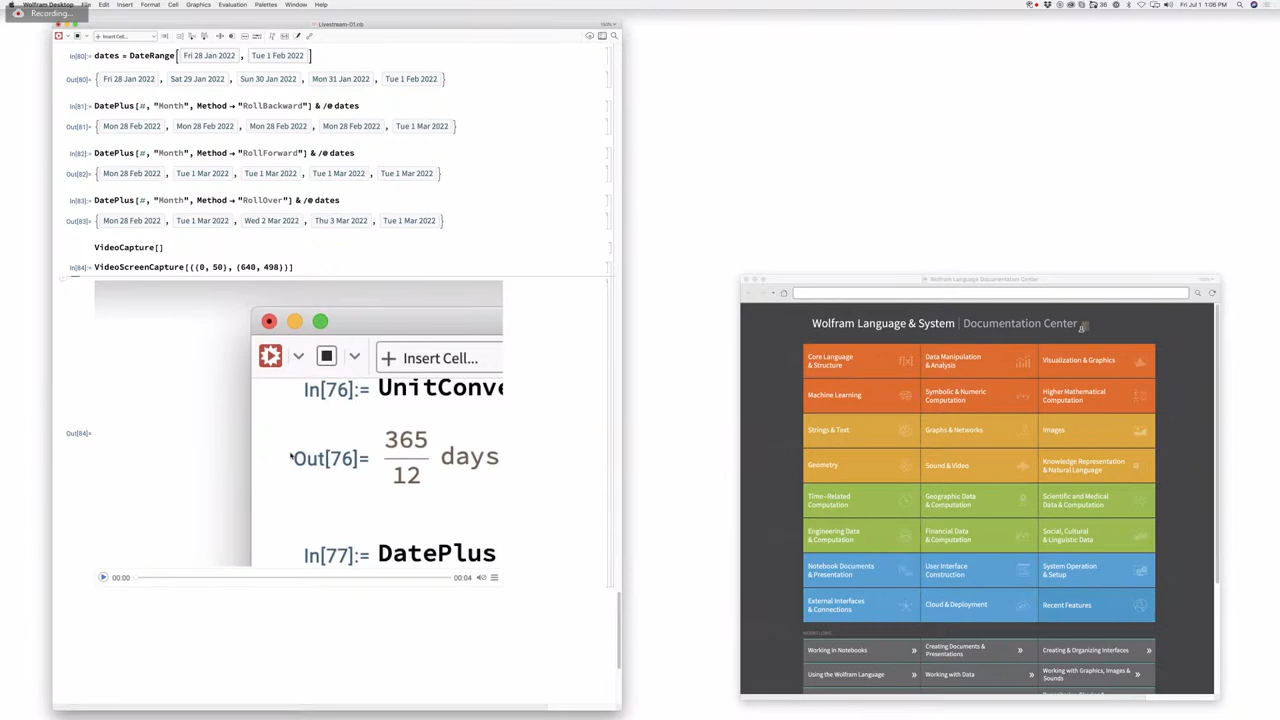 Wolfram Desktop File Edit Insert Format Cell Graphics Evaluation Palettes Window Help
36 Fri Jul 1 1:06 PM
Recording...
Livestream-01.nb
150%
Insert Cell...
In[80]:= dates = DateRange[ Fri 28 Jan 2022 , Tue 1 Feb 2022 ]
Out[80]= { Fri 28 Jan 2022 , Sat 29 Jan 2022 , Sun 30 Jan 2022 , Mon 31 Jan 2022 , Tue 1 Feb 2022 }
In[81]:= DatePlus[#, "Month", Method → "RollBackward"] & /@ dates
Out[81]= { Mon 28 Feb 2022 , Mon 28 Feb 2022 , Mon 28 Feb 2022 , Mon 28 Feb 2022 , Tue 1 Mar 2022 }
In[82]:= DatePlus[#, "Month", Method → "RollForward"] & /@ dates
Out[82]= { Mon 28 Feb 2022 , Tue 1 Mar 2022 , Tue 1 Mar 2022 , Tue 1 Mar 2022 , Tue 1 Mar 2022 }
In[83]:= DatePlus[#, "Month", Method → "RollOver"] & /@ dates
Out[83]= { Mon 28 Feb 2022 , Tue 1 Mar 2022 , Wed 2 Mar 2022 , Thu 3 Mar 2022 , Tue 1 Mar 2022 }
VideoCapture[]
In[84]:= VideoScreenCapture[{{0, 50}, {640, 498}}]
Out[84]=
Insert Cell...
In[76]:= UnitConve
Out[76]= 365
12
days
In[77]:= DatePlus
00:00 00:04
Wolfram Language Documentation Center
Wolfram Language & System | Documentation Center
Core Language
& Structure
Data Manipulation
& Analysis
Visualization & Graphics
Machine Learning
Symbolic & Numeric
Computation
Higher Mathematical
Computation
Strings & Text
Graphs & Networks
Images
Geometry
Sound & Video
Knowledge Representation
& Natural Language
Time-Related
Computation
Geographic Data
& Computation
Scientific and Medical
Data & Computation
Engineering Data
& Computation
Financial Data
& Computation
Social, Cultural
& Linguistic Data
Notebook Documents
& Presentation
User Interface
Construction
System Operation
& Setup
External Interfaces
& Connections
Cloud & Deployment
Recent Features
WORKFLOWS
Working in Notebooks »
Creating Documents &
Presentations »
Creating & Organizing Interfaces »
Using the Wolfram Language »
Working with Data »
Working with Graphics, Images &
Sounds »